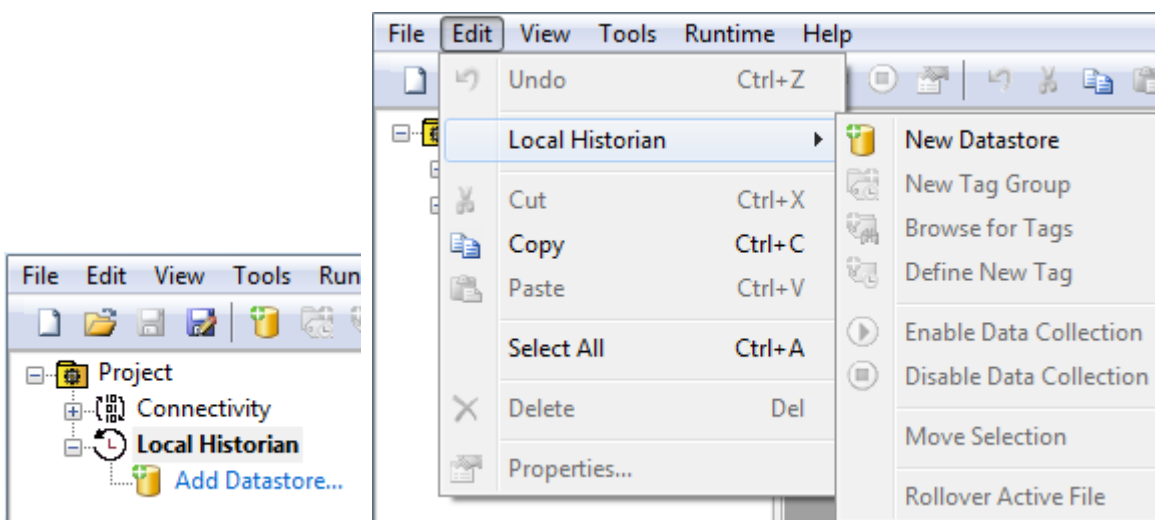 File Edit View Tools Run
Project
Connectivity
Local Historian
Add Datastore...
File Edit View Tools Runtime Help
Undo Ctrl+Z
Local Historian
Cut Ctrl+X
Copy Ctrl+C
Paste Ctrl+V
Select All Ctrl+A
Delete Del
Properties...
New Datastore
New Tag Group
Browse for Tags
Define New Tag
Enable Data Collection
Disable Data Collection
Move Selection
Rollover Active File